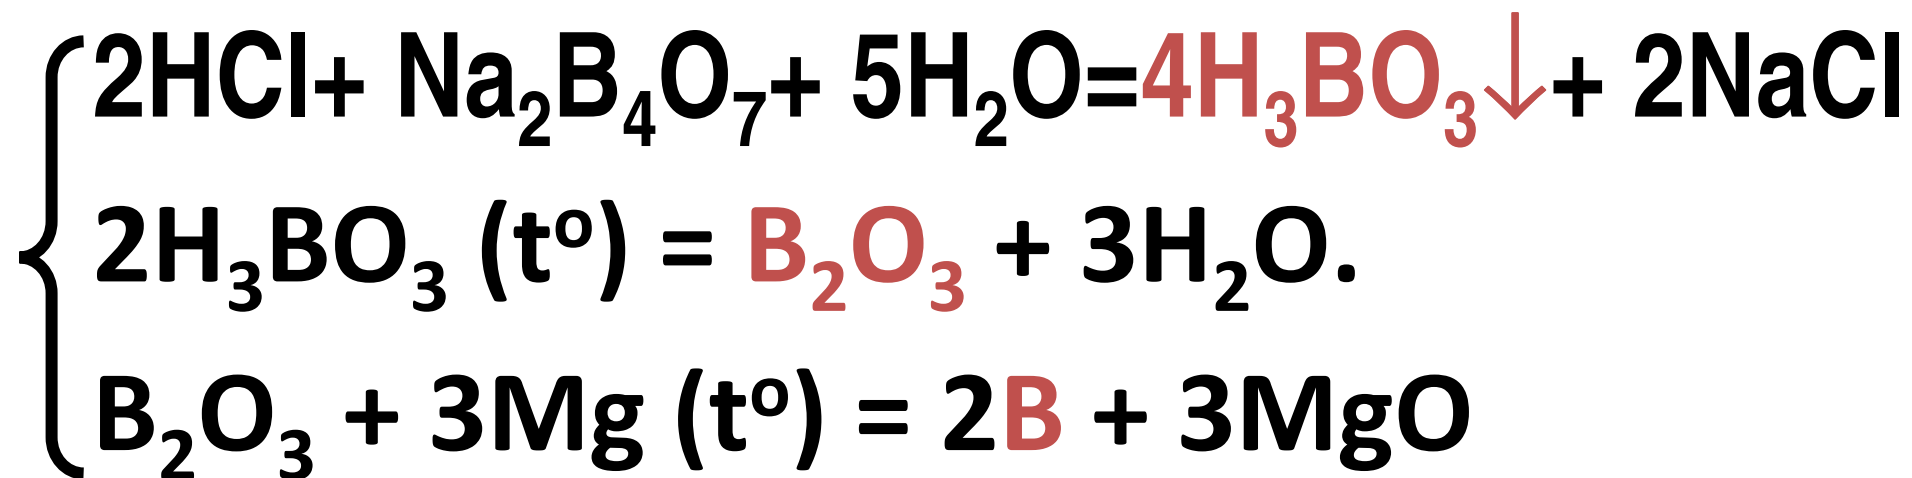 2HCl+ Na₂B₄O₇+ 5H₂O=4H₃BO₃↓+ 2NaCl
2H₃BO₃ (tº) = B₂O₃ + 3H₂O.
B₂O₃ + 3Mg (tº) = 2B + 3MgO